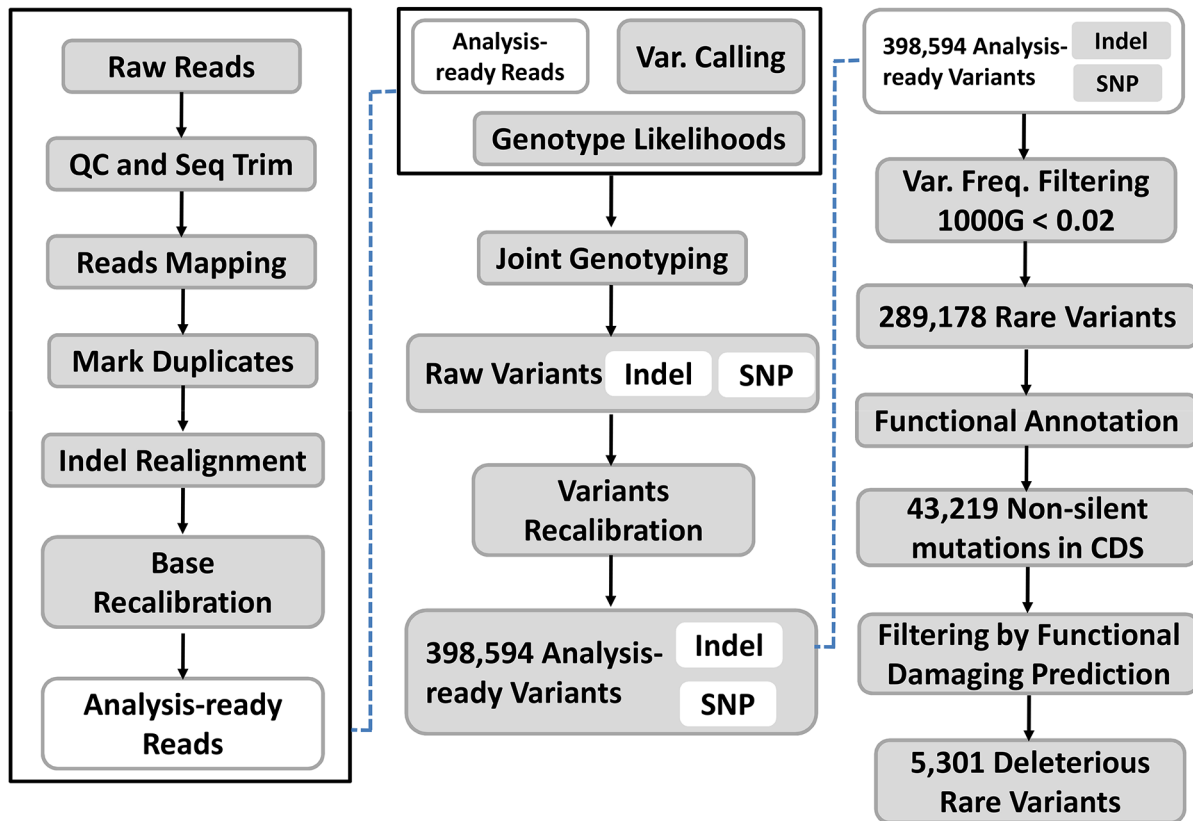 Raw Reads
QC and Seq Trim
Reads Mapping
Mark Duplicates
Indel Realignment
Base
Recalibration
Analysis-ready
Reads
Analysis-
ready Reads
Var. Calling
Genotype Likelihoods
Joint Genotyping
Raw Variants Indel SNP
Variants
Recalibration
398,594 Analysis-
ready Variants
Indel
SNP
398,594 Analysis-
ready Variants
Indel
SNP
Var. Freq. Filtering
1000G < 0.02
289,178 Rare Variants
Functional Annotation
43,219 Non-silent
mutations in CDS
Filtering by Functional
Damaging Prediction
5,301 Deleterious
Rare Variants